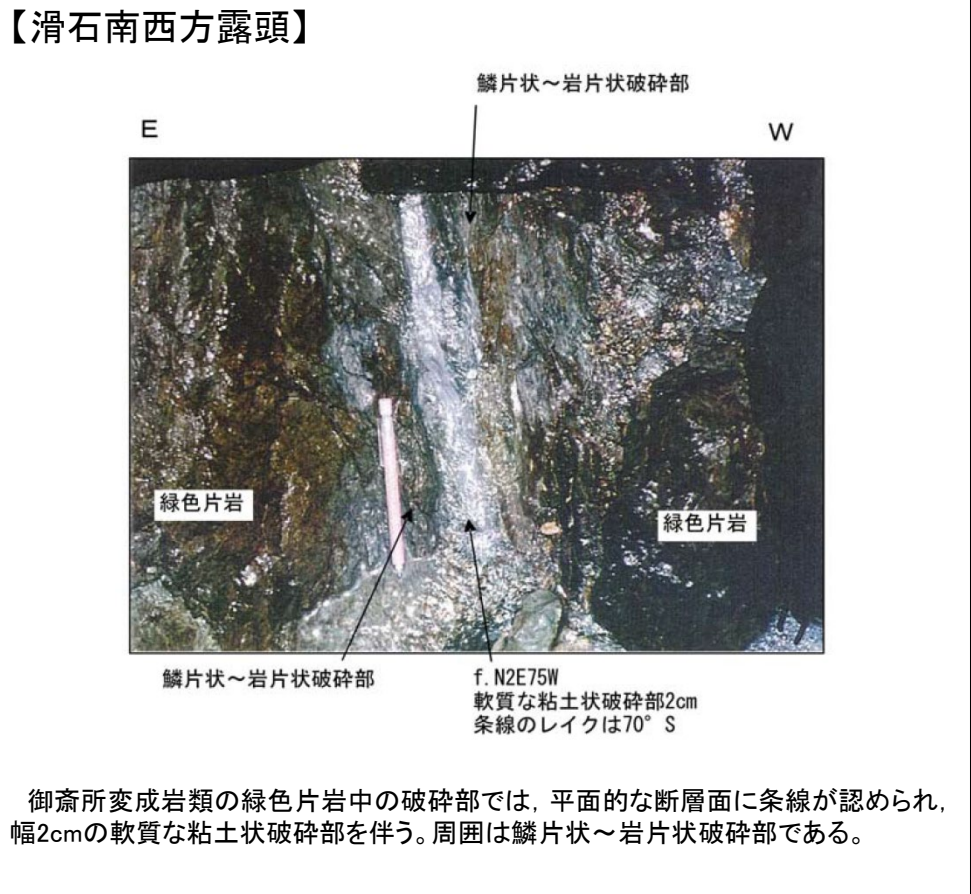 【滑石南西方露頭】
鱗片状～岩片状破砕部
E
W
緑色片岩
緑色片岩
鱗片状～岩片状破砕部
f.N2E75W
軟質な粘土状破砕部2cm
条線のレイクは70°S
御斎所変成岩類の緑色片岩中の破砕部では，平面的な断層面に条線が認められ，
幅2cmの軟質な粘土状破砕部を伴う。周囲は鱗片状～岩片状破砕部である。